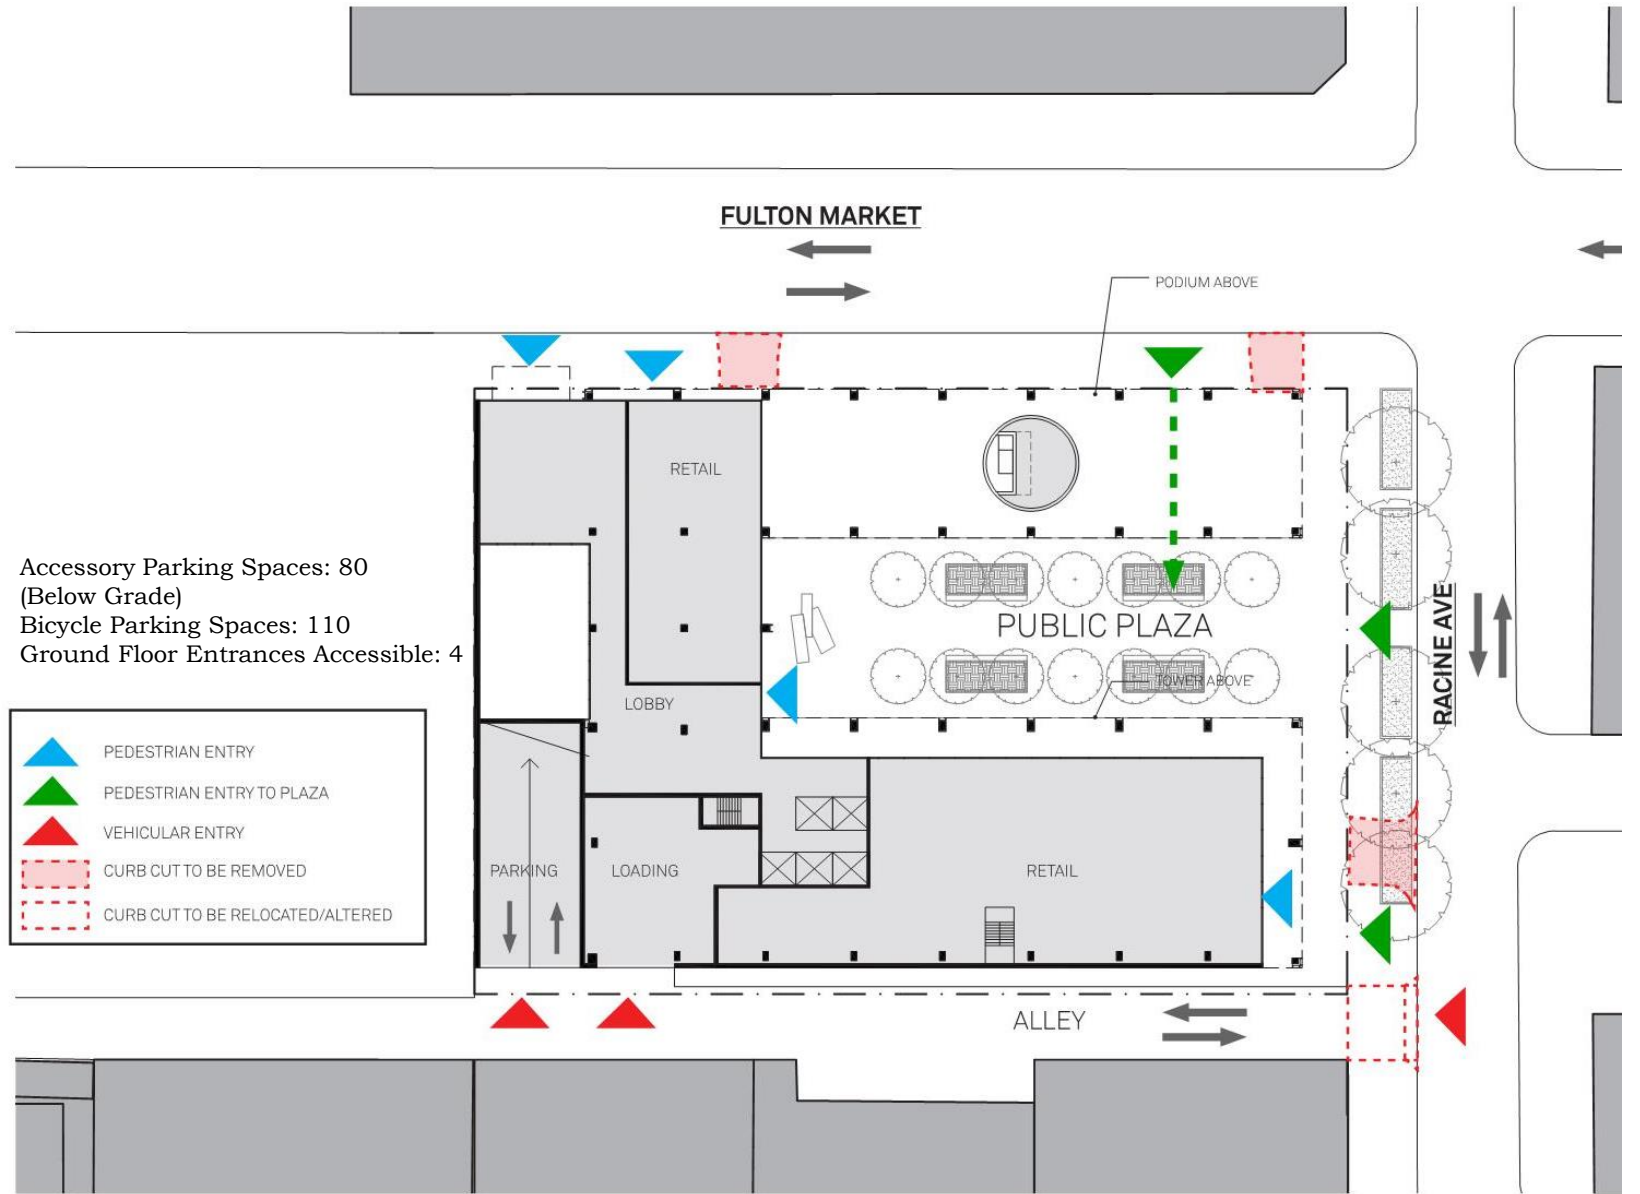 FULTON MARKET
PODIUM ABOVE
RETAIL
Accessory Parking Spaces: 80
(Below Grade)
Bicycle Parking Spaces: 110
Ground Floor Entrances Accessible: 4
PUBLIC PLAZA
RACINE AVE
TOWER ABOVE
LOBBY
PEDESTRIAN ENTRY
PEDESTRIAN ENTRY TO PLAZA
VEHICULAR ENTRY
CURB CUT TO BE REMOVED
CURB CUT TO BE RELOCATED/ALTERED
PARKING
LOADING
RETAIL
ALLEY